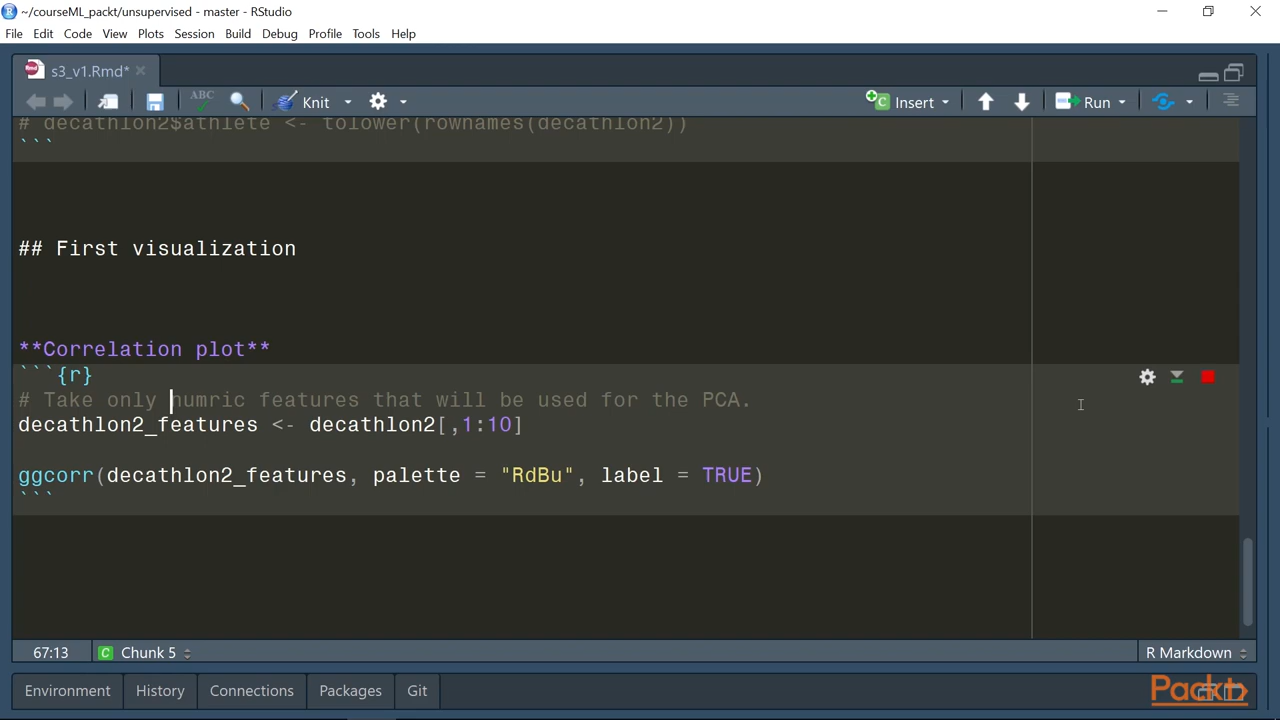 ~/courseML_packt/unsupervised - master - RStudio
File Edit Code View Plots Session Build Debug Profile Tools Help
s3_v1.Rmd*
ABC Knit Insert Run
# decathlon2$athlete <- tolower(rownames(decathlon2))
```
## First visualization
**Correlation plot**
```{r}
# Take only numric features that will be used for the PCA.
decathlon2_features <- decathlon2[,1:10]
ggcorr(decathlon2_features, palette = "RdBu", label = TRUE)
```
67:13 C Chunk 5 R Markdown
Environment History Connections Packages Git
Packt